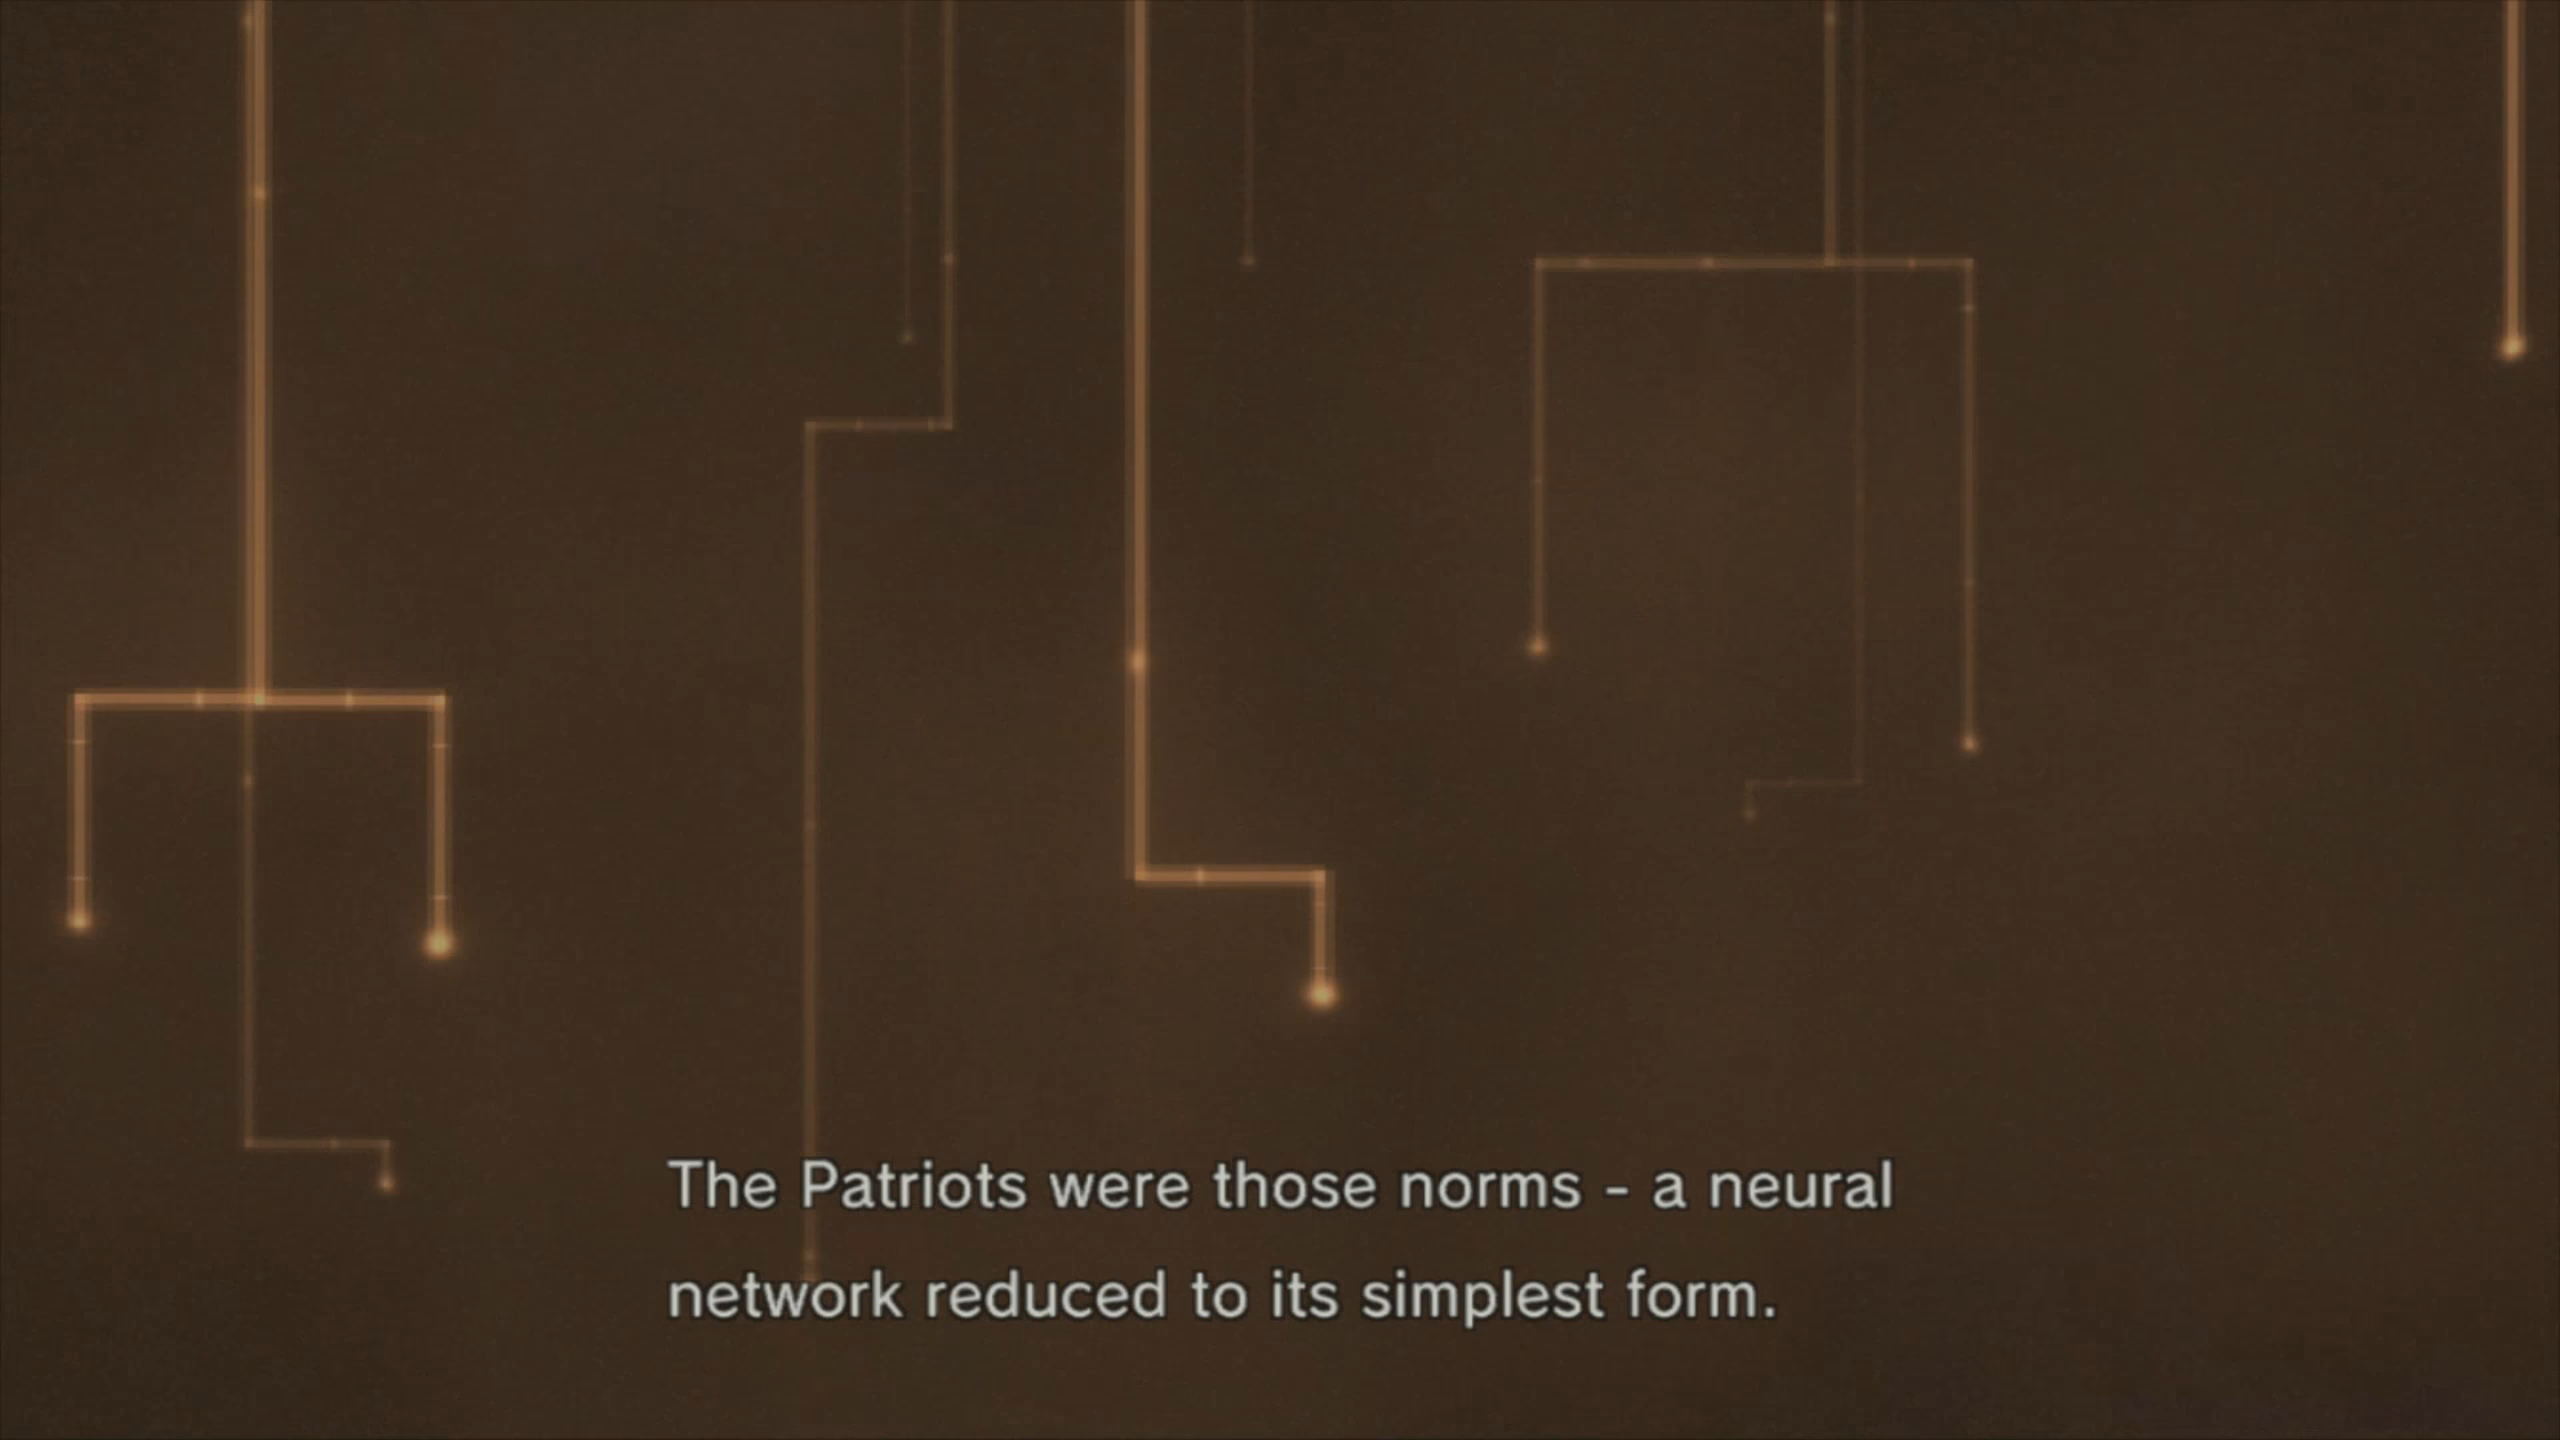 The Patriots were those norms - a neural
network reduced to its simplest form.